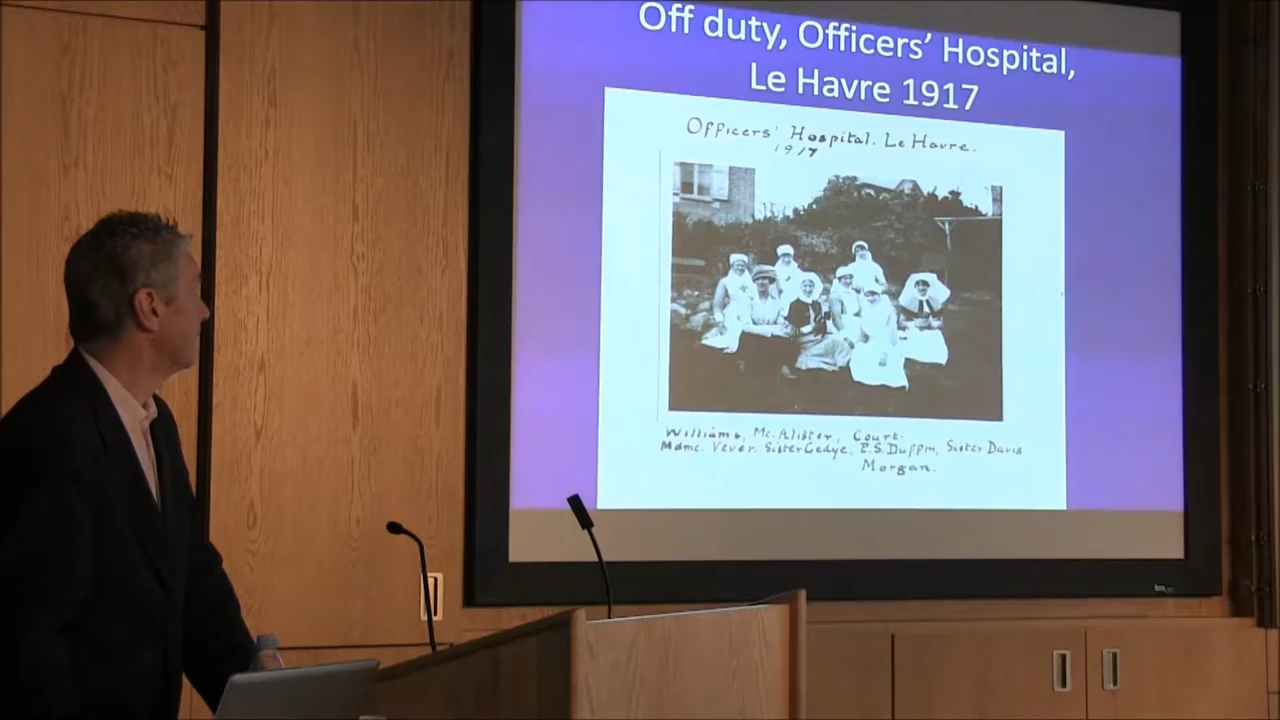 Off duty, Officers’ Hospital,
Le Havre 1917
Officers' Hospital. Le Havre.
1917
Williams, Mc.Alister, Court.
Mdme. Vever. Sister Gedye, E.S. Duffin, Sister Davis
Morgan.